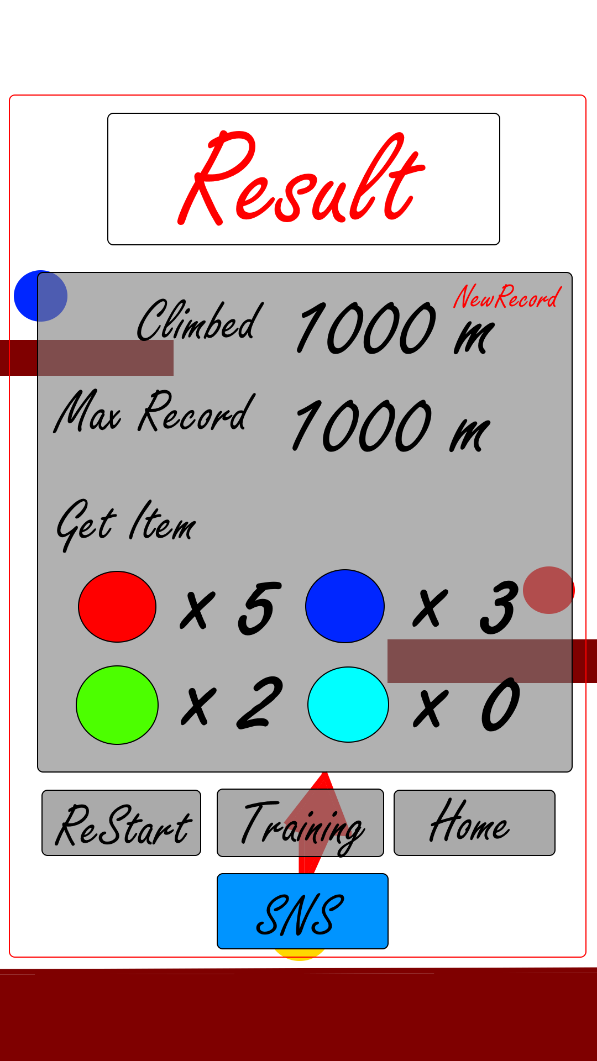 Result
NewRecord
Climbed 1000 m
Max Record 1000 m
Get Item
x 5 x 3
x 2 x 0
ReStart Training Home
SNS